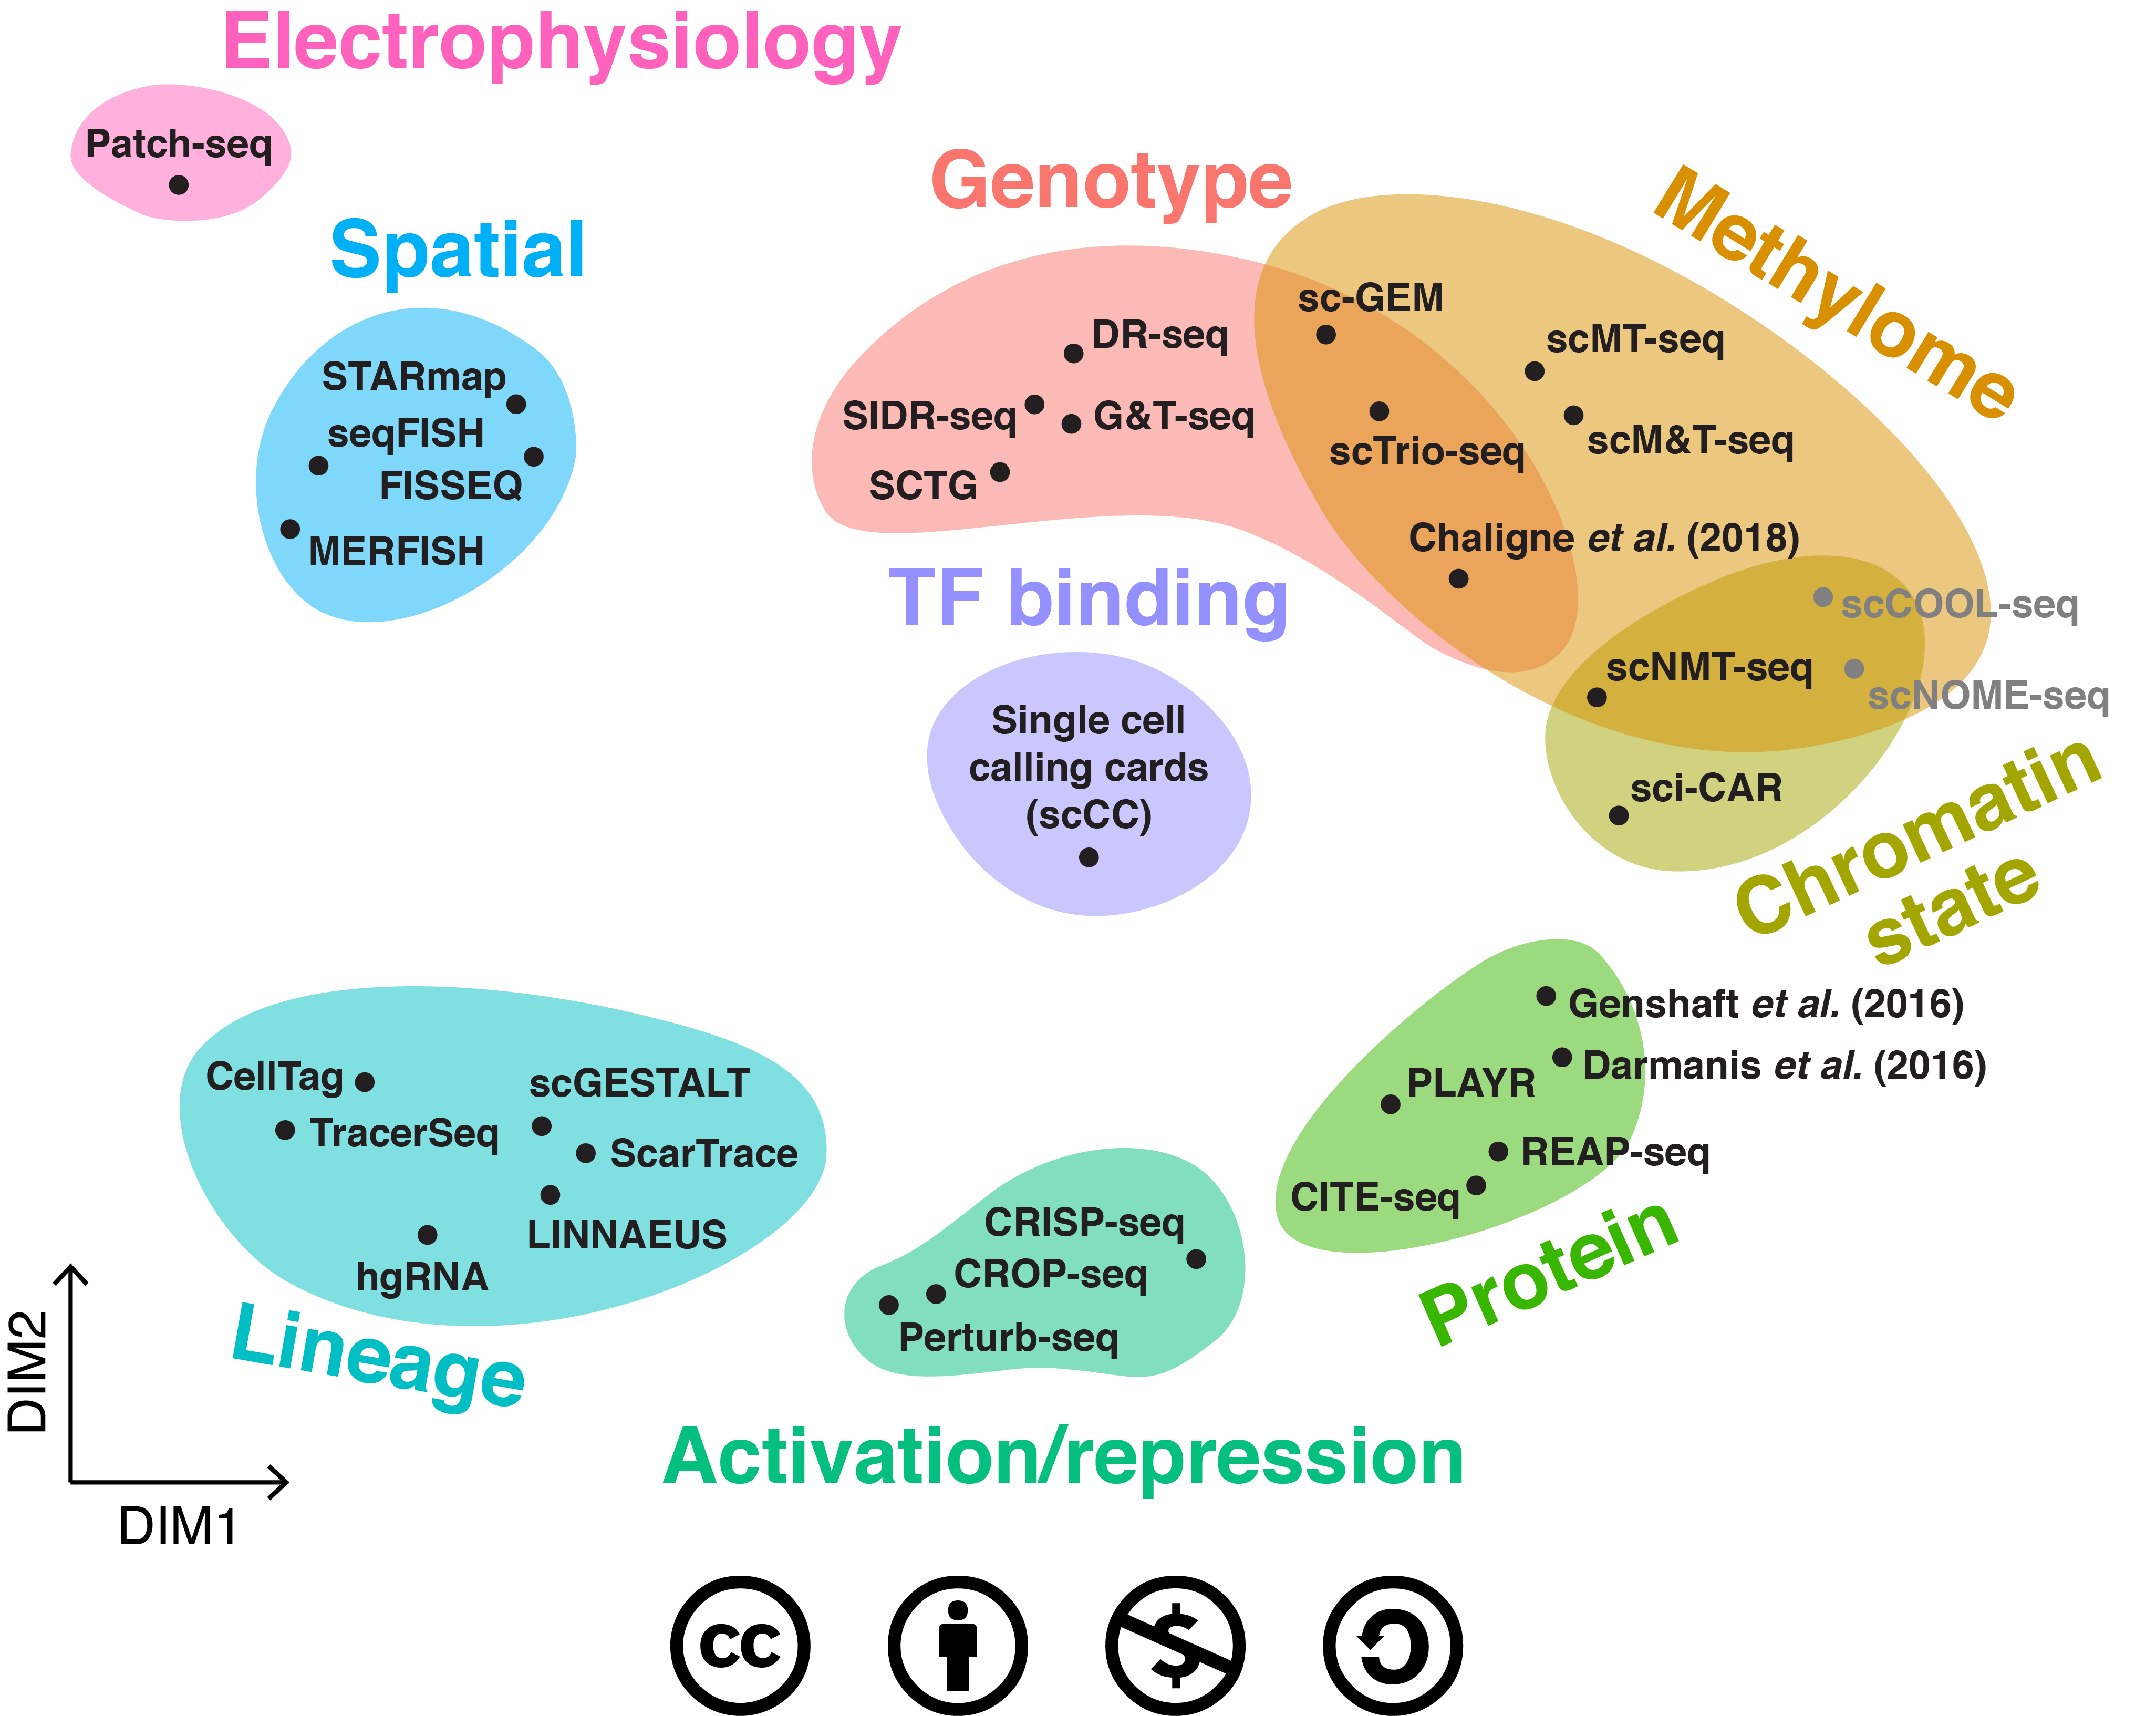 Electrophysiology
Patch-seq
Spatial
STARmap
seqFISH
FISSEQ
MERFISH
Genotype
DR-seq
SIDR-seq
G&T-seq
SCTG
Methylome
sc-GEM
scMT-seq
scTrio-seq
scM&T-seq
Chaligne et al. (2018)
scCOOL-seq
scNMT-seq
scNOME-seq
sci-CAR
Chromatin
state
TF binding
Single cell
calling cards
(scCC)
Genshaft et al. (2016)
Darmanis et al. (2016)
PLAYR
REAP-seq
CITE-seq
Protein
CellTag
scGESTALT
TracerSeq
ScarTrace
LINNAEUS
hgRNA
Lineage
CRISP-seq
CROP-seq
Perturb-seq
Activation/repression
DIM2
DIM1
cc
$